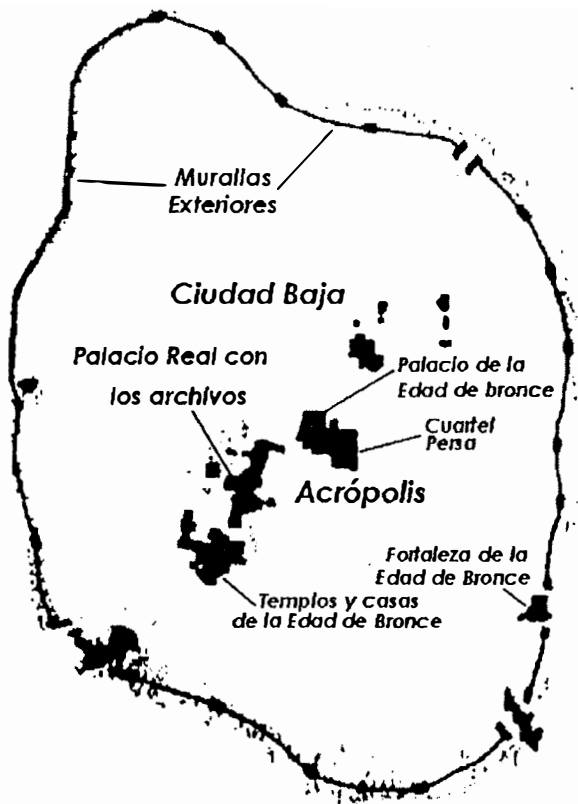 Murallas
Exteriores
Ciudad Baja
Palacio Real con
los archivos
Palacio de la
Edad de bronce
Cuartel
Persa
Acrópolis
Fortaleza de la
Edad de Bronce
Templos y casas
de la Edad de Bronce